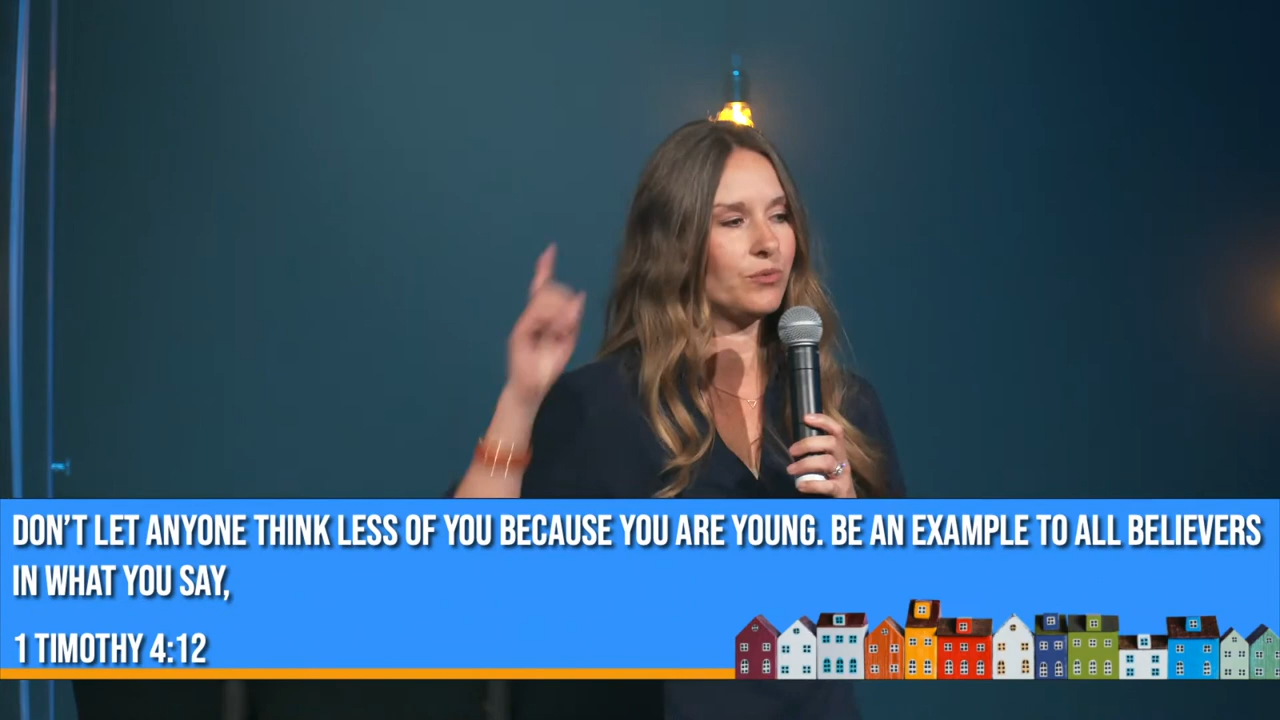 DON'T LET ANYONE THINK LESS OF YOU BECAUSE YOU ARE YOUNG. BE AN EXAMPLE TO ALL BELIEVERS
IN WHAT YOU SAY,
1 TIMOTHY 4:12